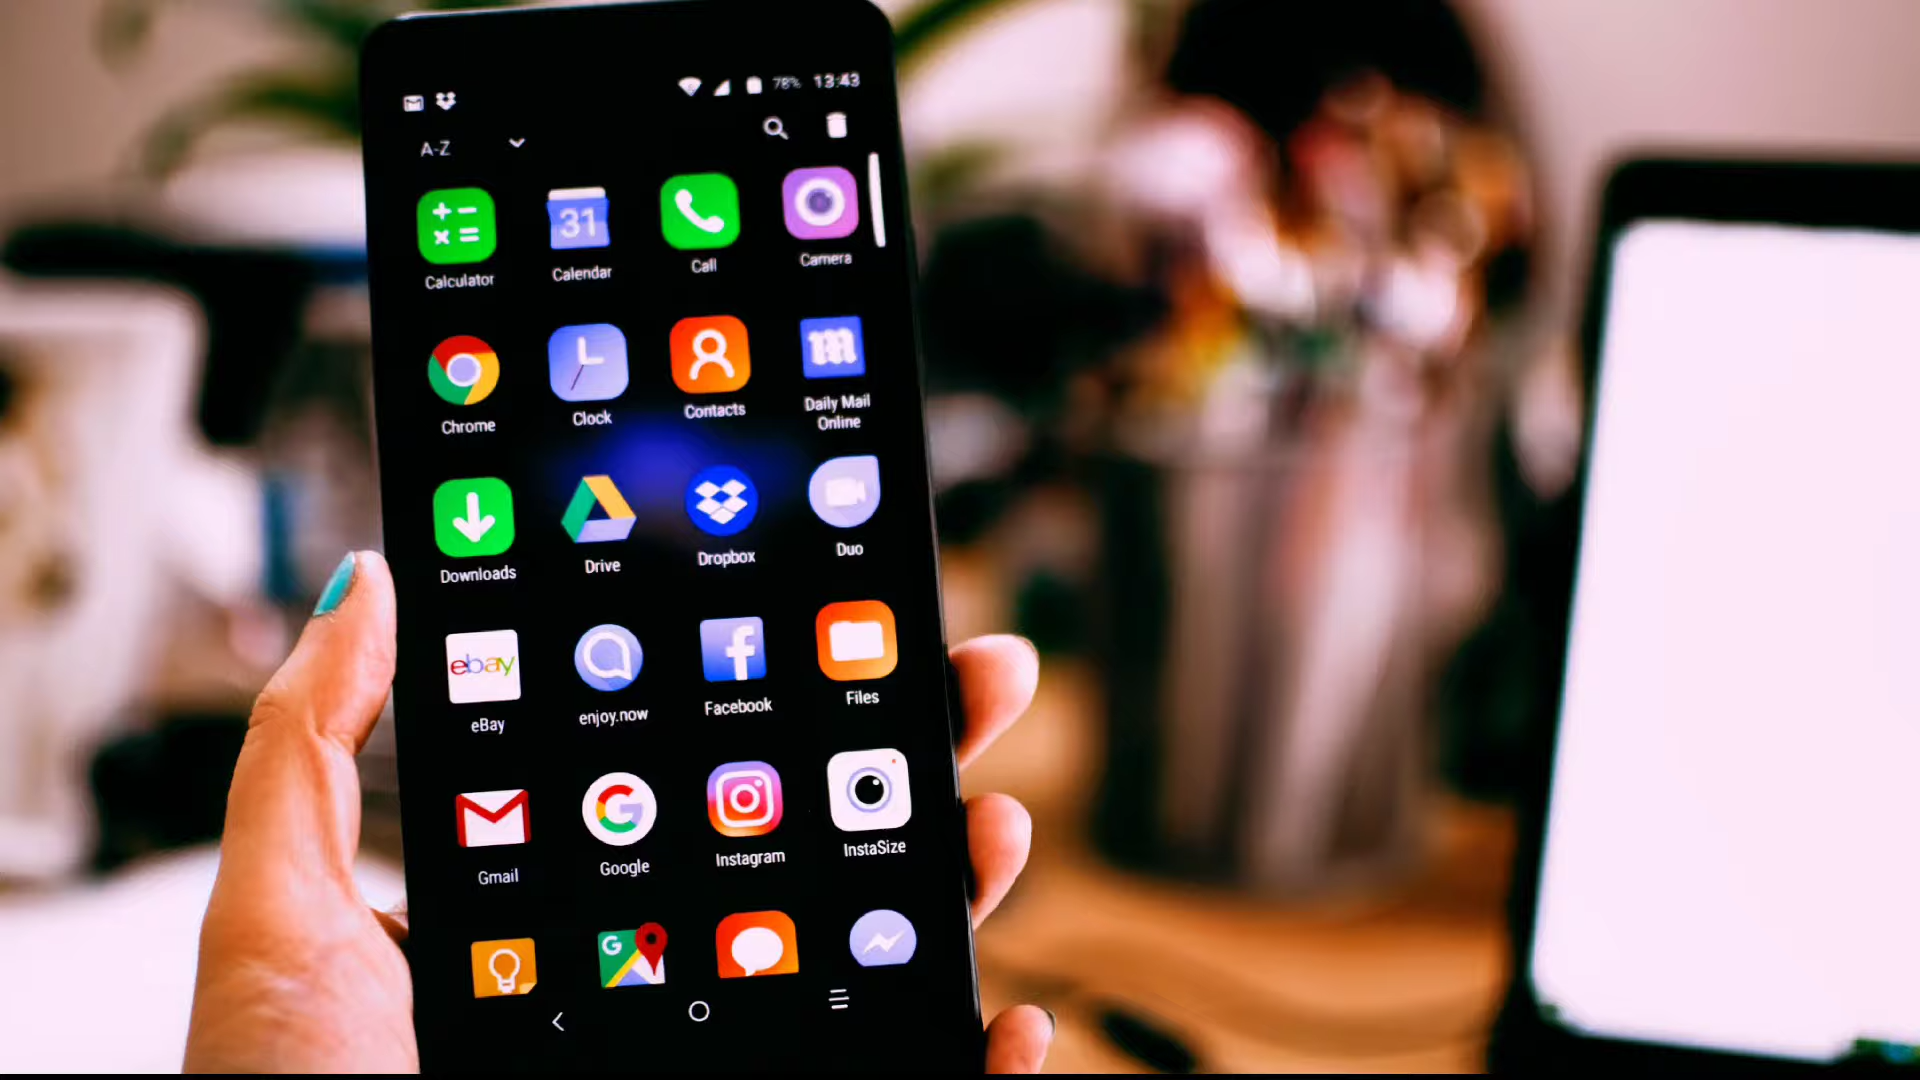 78% 13:43
A-Z
31
Calculator Calendar Call Camera
m
Chrome Clock Contacts Daily Mail
Online
Downloads Drive Dropbox Duo
ebay f
eBay enjoy.now Facebook Files
G
Gmail Google Instagram InstaSize
G